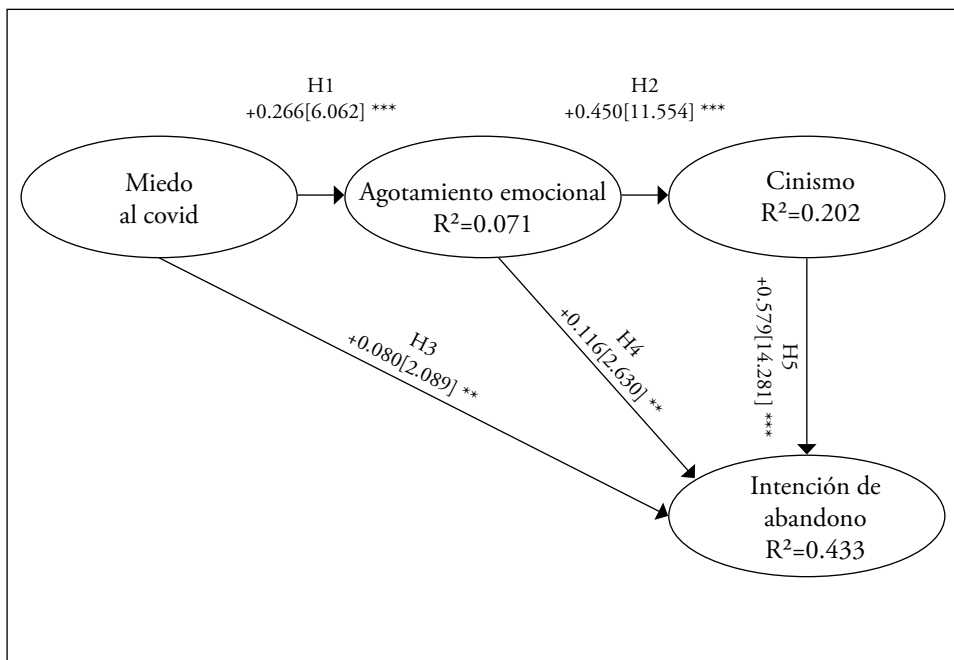 H1
+0.266[6.062] ***
H2
+0.450[11.554] ***
Miedo
al covid
Agotamiento emocional
R²=0.071
Cinismo
R²=0.202
H3
+0.080[2.089] **
H4
+0.116[2.630] **
H5
+0.579[14.281] ***
Intención de
abandono
R²=0.433